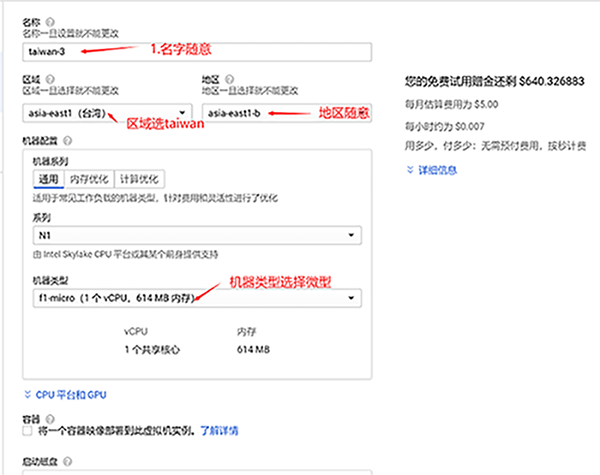 名称
名称一旦设置就不能更改
taiwan-3
1.名字随意
区域
区域一旦选择就不能更改
地区
地区一旦选择就不能更改
asia-east1（台湾）
区域选taiwan
asia-east1-b
地区随意
机器配置
机器系列
通用 内存优化 计算优化
适用于常见工作负载的机器类型，针对费用和灵活性进行了优化
系列
N1
由 Intel Skylake CPU 平台或其某个前身提供支持
机器类型
机器类型选择微型
f1-micro（1 个 vCPU，614 MB 内存）
vCPU 内存
1 个共享核心 614 MB
CPU 平台和 GPU
容器
将一个容器映像部署到此虚拟机实例。了解详情
启动磁盘
您的免费试用赠金还剩 $640.326883
每月估算费用为 $5.00
每小时约为 $0.007
用多少，付多少：无需预付费用，按秒计费
详细信息